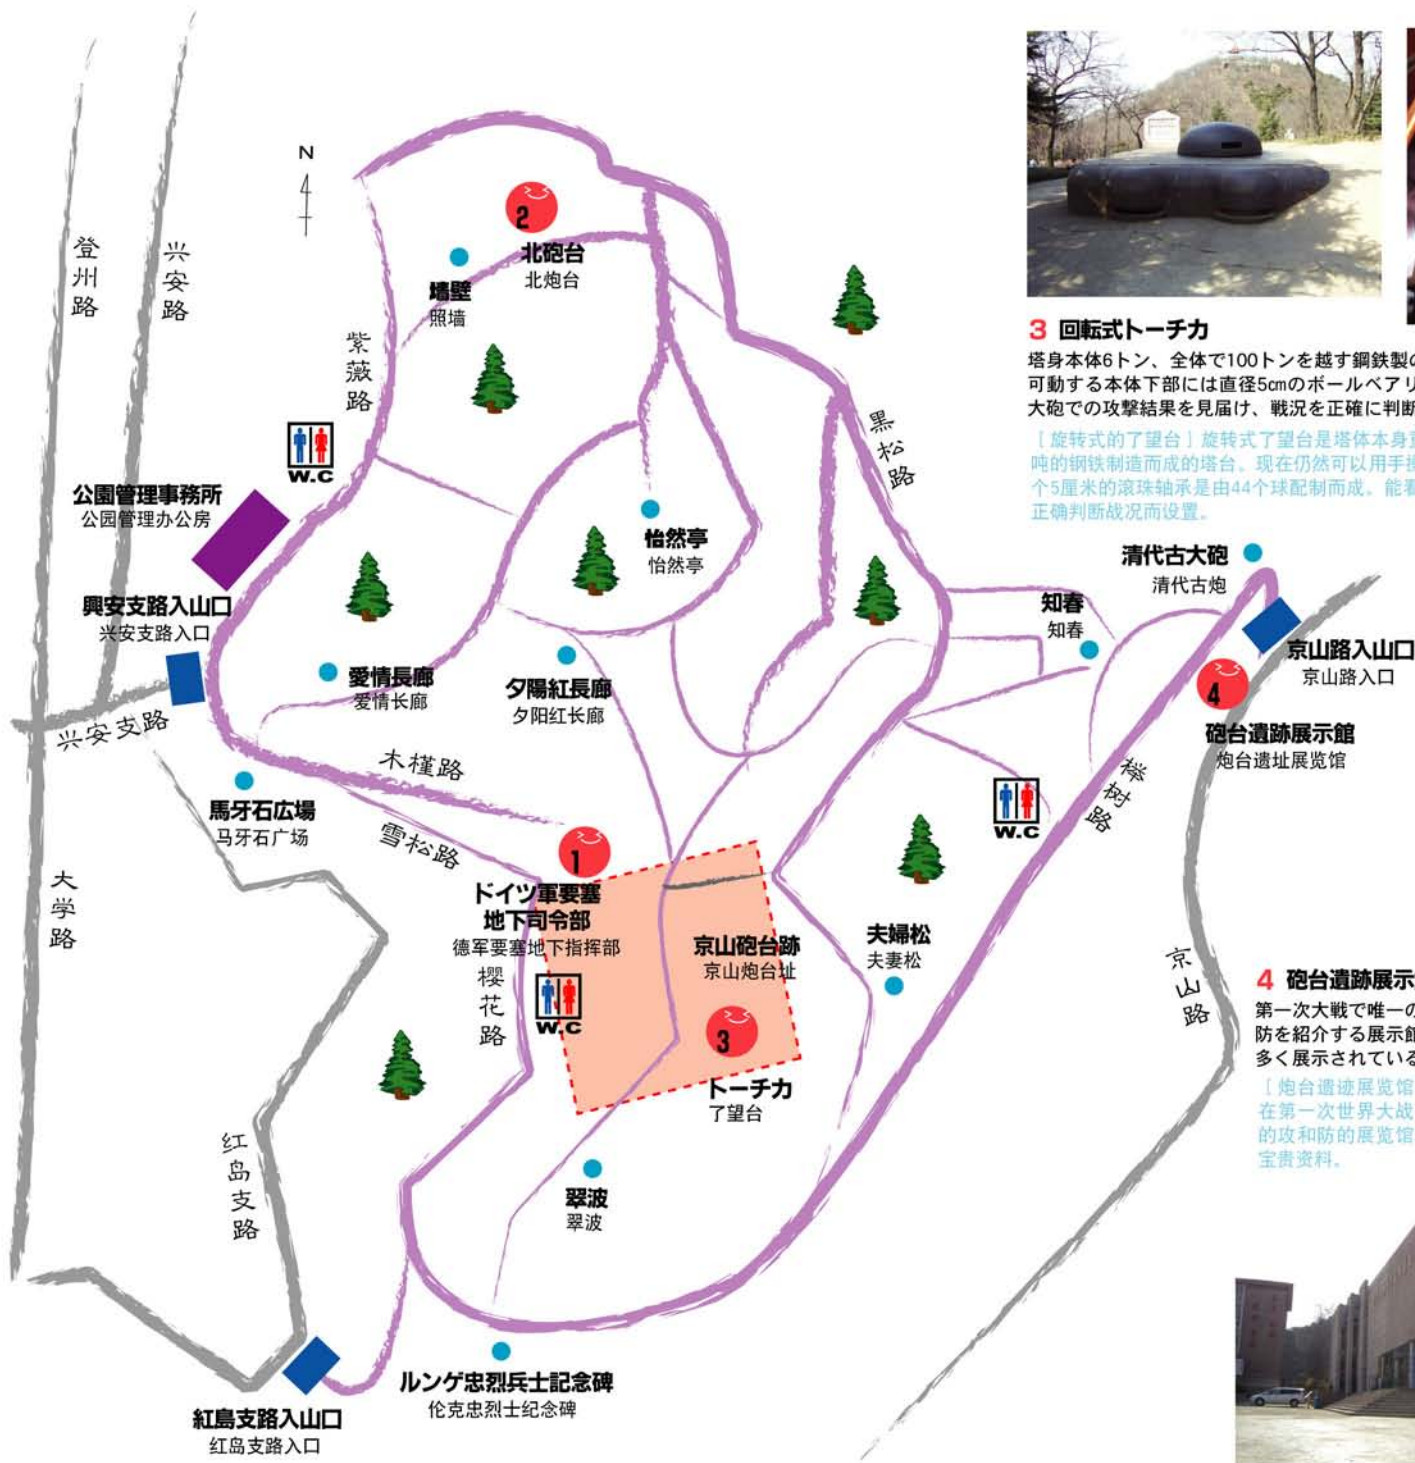 N
登州路
兴安路
2
北砲台
北炮台
墙壁
照墙
紫薇路
W.C
公園管理事務所
公园管理办公房
興安支路入山口
兴安支路入口
兴安支路
愛情長廊
爱情长廊
怡然亭
怡然亭
夕陽紅長廊
夕阳红长廊
黒松路
木槿路
雪松路
馬牙石広場
马牙石广场
大学路
1
ドイツ軍要塞
地下司令部
德军要塞地下指挥部
樱花路
W.C
京山砲台跡
京山炮台址
3
トーチカ
了望台
夫婦松
夫妻松
W.C
榉树路
知春
知春
清代古大砲
清代古炮
京山路入山口
京山路入口
4
砲台遺跡展示館
炮台遗址展览馆
京山路
翠波
翠波
红岛支路
紅島支路入山口
红岛支路入口
ルンゲ忠烈兵士記念碑
伦克忠烈士纪念碑
3 回転式トーチカ
塔身本体6トン、全体で100トンを越す鋼鉄製の
可動する本体下部には直径5cmのボールベアリ
大砲での攻撃結果を見届け、戦況を正確に判断
[ 旋转式的了望台 ] 旋转式了望台是塔体本身重
吨的钢铁制造而成的塔台。现在仍然可以用手
个5厘米的滚珠轴承是由44个球配制而成。能看
正确判断战况而设置。
4 砲台遺跡展示
第一次大戦で唯一の
防を紹介する展示館
多く展示されている
[ 炮台遗迹展览馆
在第一次世界大战
的攻和防的展览馆
宝贵资料。